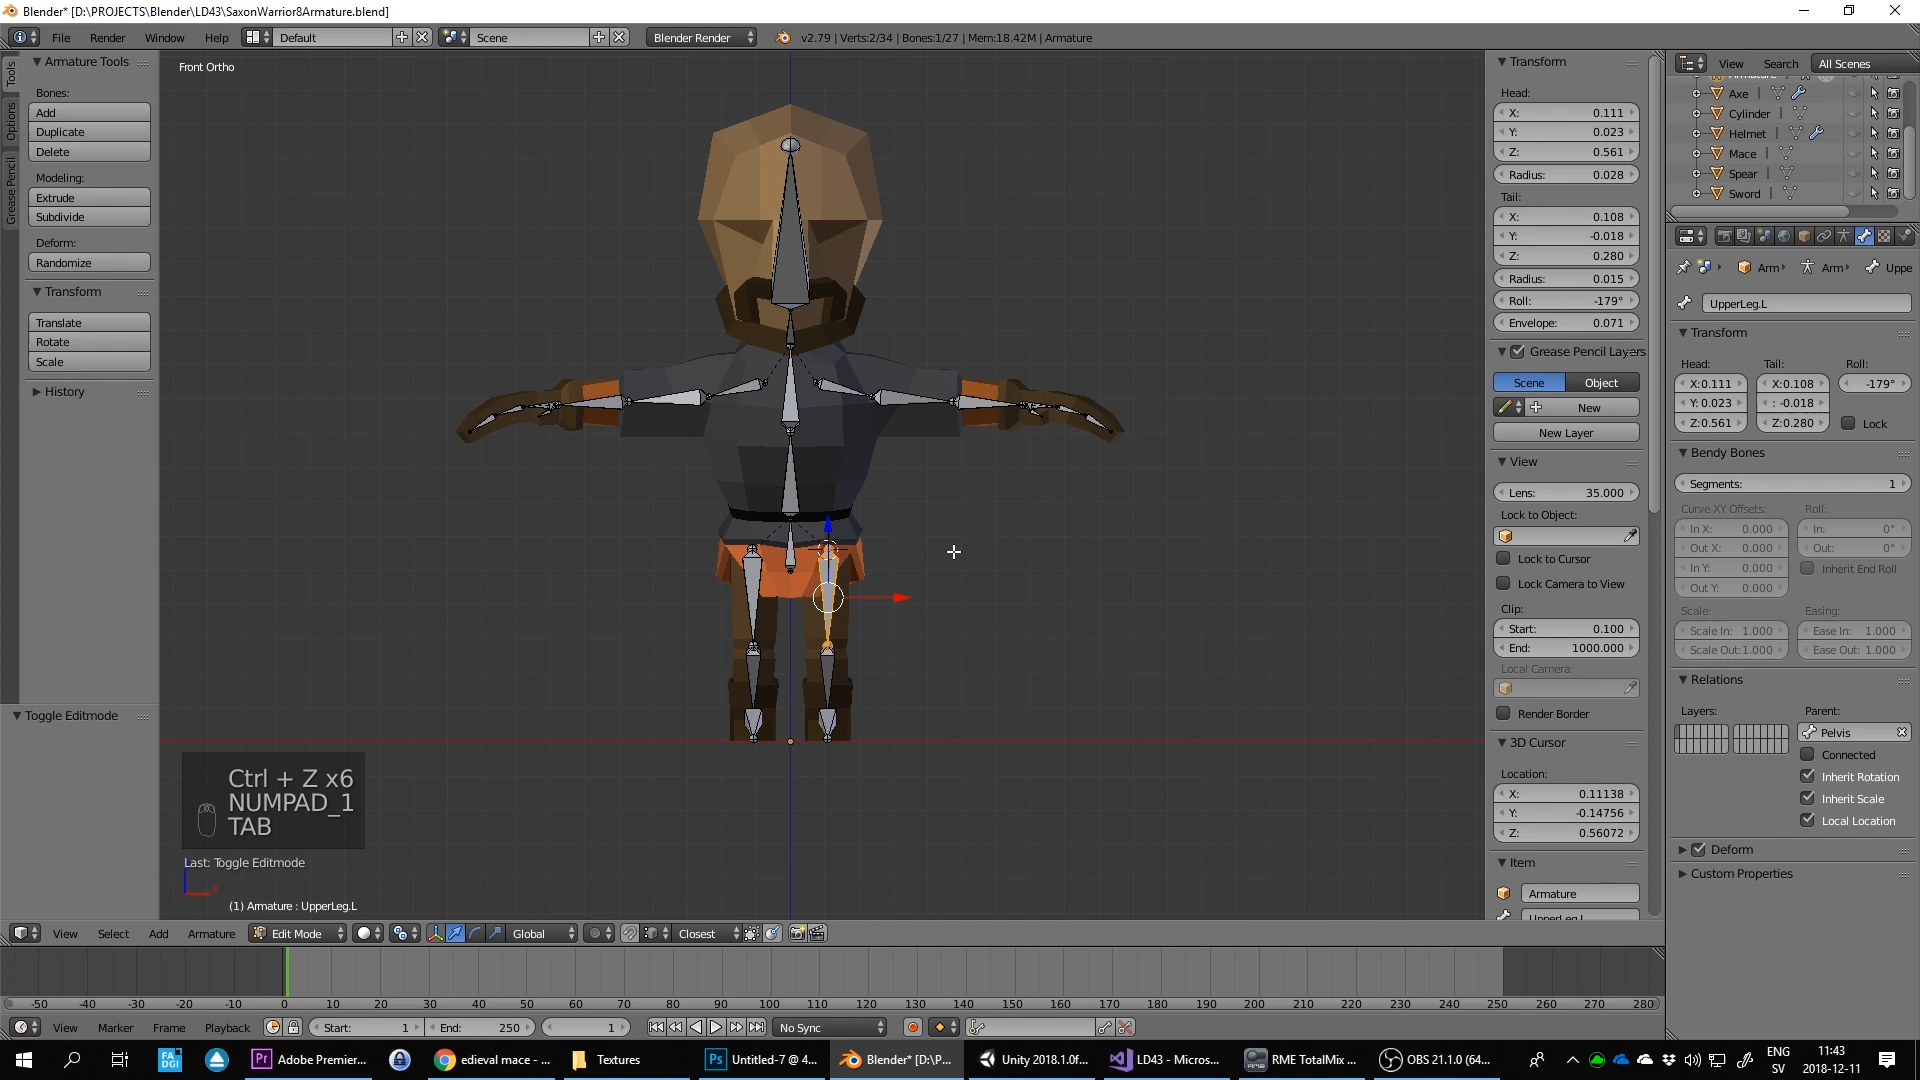 Blender* [D:\PROJECTS\Blender\LD43\SaxonWarrior8Armature.blend]
File Render Window Help Default Scene Blender Render v2.79 | Verts:2/34 | Bones:1/27 | Mem:18.42M | Armature
Tools
Options
Grease Pencil
Armature Tools
Bones:
Add
Duplicate
Delete
Modeling:
Extrude
Subdivide
Deform:
Randomize
Transform
Translate
Rotate
Scale
History
Toggle Editmode
Front Ortho
Ctrl + Z x6
NUMPAD_1
TAB
Last: Toggle Editmode
x
(1) Armature : UpperLeg.L
Transform
Head:
X: 0.111
Y: 0.023
Z: 0.561
Radius: 0.028
Tail:
X: 0.108
Y: -0.018
Z: 0.280
Radius: 0.015
Roll: -179°
Envelope: 0.071
Grease Pencil Layers
Scene Object
New
New Layer
View
Lens: 35.000
Lock to Object:
Lock to Cursor
Lock Camera to View
Clip:
Start: 0.100
End: 1000.000
Local Camera:
Render Border
3D Cursor
Location:
X: 0.11138
Y: -0.14756
Z: 0.56072
Item
Armature
UpperLeg.L
View Search All Scenes
Armature
Axe
Cylinder
Helmet
Mace
Spear
Sword
Arm Arm Uppe
UpperLeg.L
Transform
Head: Tail: Roll:
X:0.111 X:0.108 -179°
Y: 0.023 : -0.018
Z:0.561 Z:0.280 Lock
Bendy Bones
Segments: 1
Curve XY Offsets: Roll:
In X: 0.000 In: 0°
Out X: 0.000 Out: 0°
In Y: 0.000 Inherit End Roll
Out Y: 0.000
Scale: Easing:
Scale In: 1.000 Ease In: 1.000
Scale Out:1.000 Ease Out: 1.000
Relations
Layers: Parent:
Pelvis
Connected
Inherit Rotation
Inherit Scale
Local Location
Deform
Custom Properties
View Select Add Armature Edit Mode Global Closest
-50 -40 -30 -20 -10 0 10 20 30 40 50 60 70 80 90 100 110 120 130 140 150 160 170 180 190 200 210 220 230 240 250 260 270 280
View Marker Frame Playback Start: 1 End: 250 1 No Sync
FA
DGI
Pr Adobe Premier... edieval mace - ... Textures Ps Untitled-7 @ 4... Blender* [D:\P... Unity 2018.1.0f... LD43 - Micros... RME TotalMix ... OBS 21.1.0 (64...
ENG
SV
11:43
2018-12-11